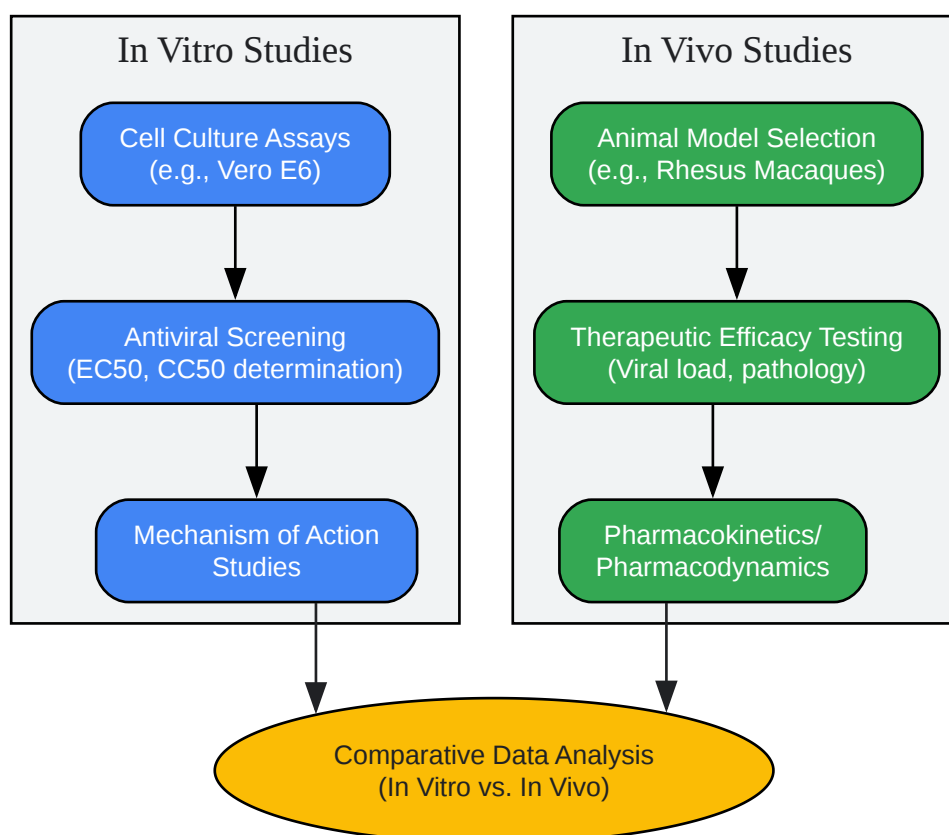 In Vitro Studies
Cell Culture Assays
(e.g., Vero E6)
Antiviral Screening
(EC50, CC50 determination)
Mechanism of Action
Studies
In Vivo Studies
Animal Model Selection
(e.g., Rhesus Macaques)
Therapeutic Efficacy Testing
(Viral load, pathology)
Pharmacokinetics/
Pharmacodynamics
Comparative Data Analysis
(In Vitro vs. In Vivo)